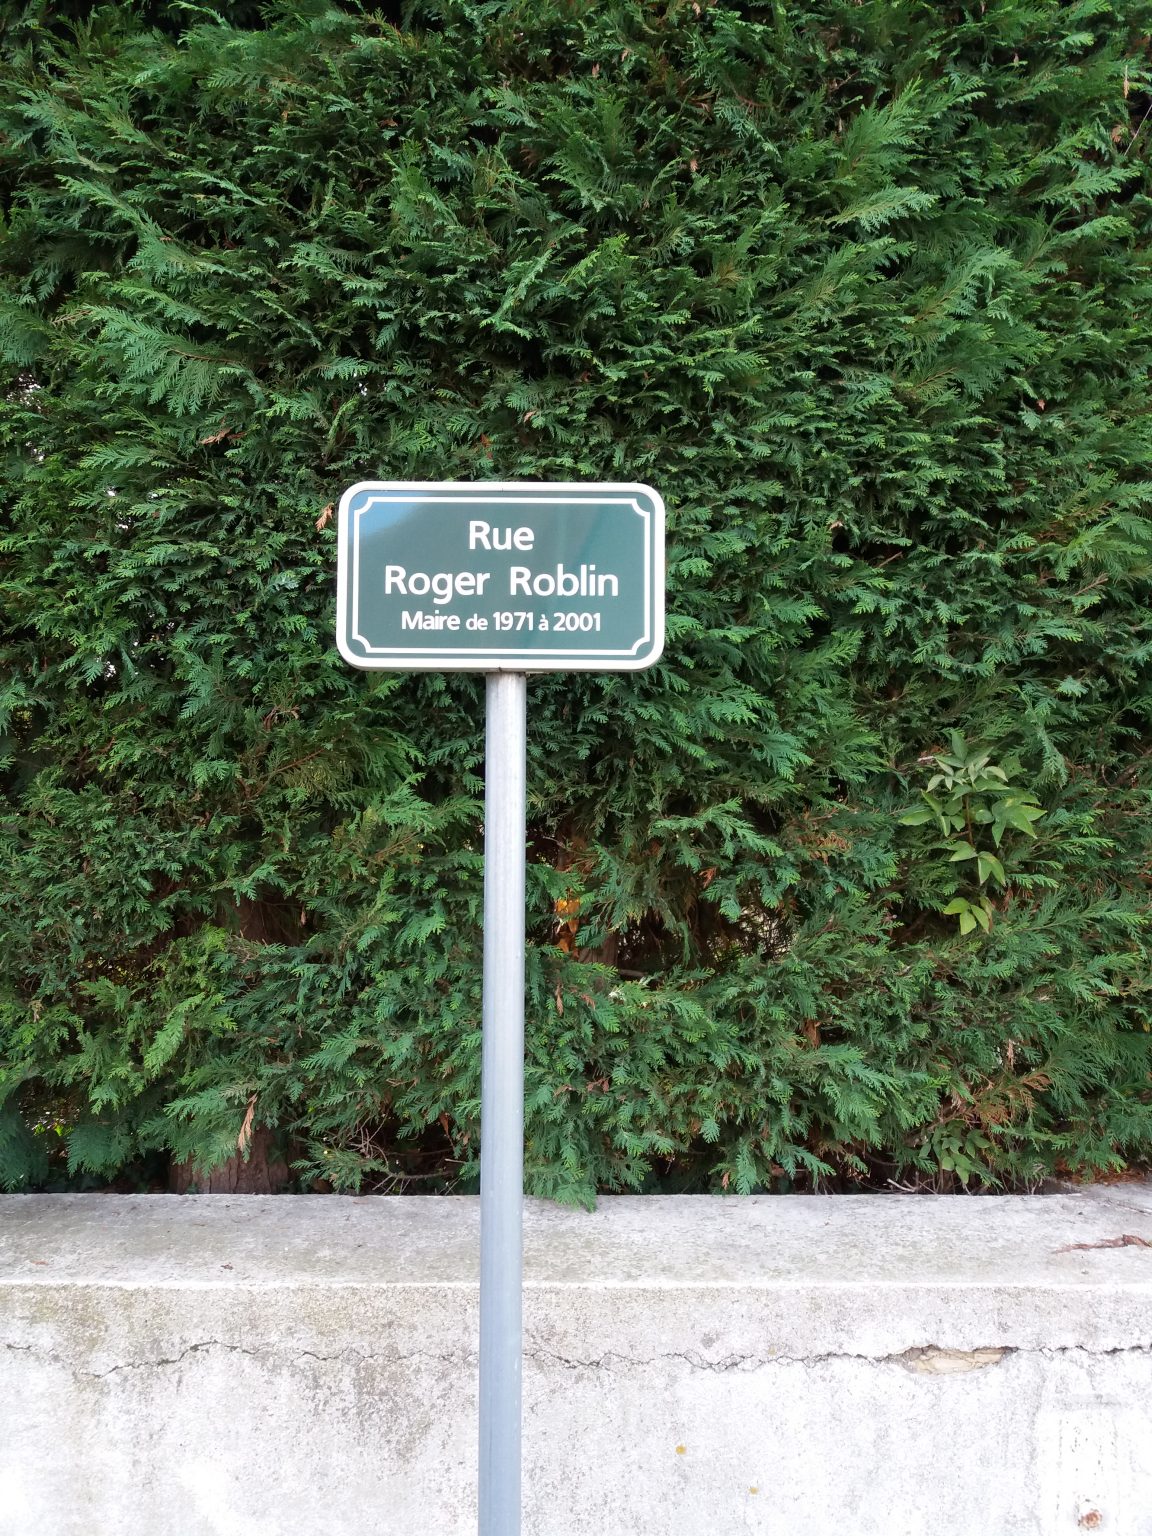 Rue
Roger Roblin
Maire de 1971 à 2001